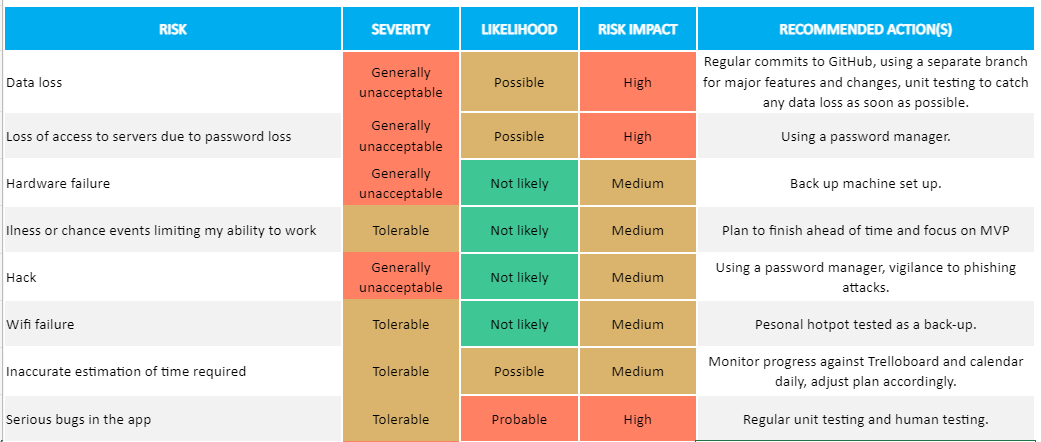 RISK SEVERITY LIKELIHOOD RISK IMPACT RECOMMENDED ACTION(S)
Data loss
Generally
unacceptable
Possible
High
Regular commits to GitHub, using a separate branch
for major features and changes, unit testing to catch
any data loss as soon as possible.
Loss of access to servers due to password loss
Generally
unacceptable
Possible
High
Using a password manager.
Hardware failure
Generally
unacceptable
Not likely
Medium
Back up machine set up.
Ilness or chance events limiting my ability to work
Tolerable
Not likely
Medium
Plan to finish ahead of time and focus on MVP
Hack
Generally
unacceptable
Not likely
Medium
Using a password manager, vigilance to phishing
attacks.
Wifi failure
Tolerable
Not likely
Medium
Pesonal hotpot tested as a back-up.
Inaccurate estimation of time required
Tolerable
Possible
Medium
Monitor progress against Trelloboard and calendar
daily, adjust plan accordingly.
Serious bugs in the app
Tolerable
Probable
High
Regular unit testing and human testing.